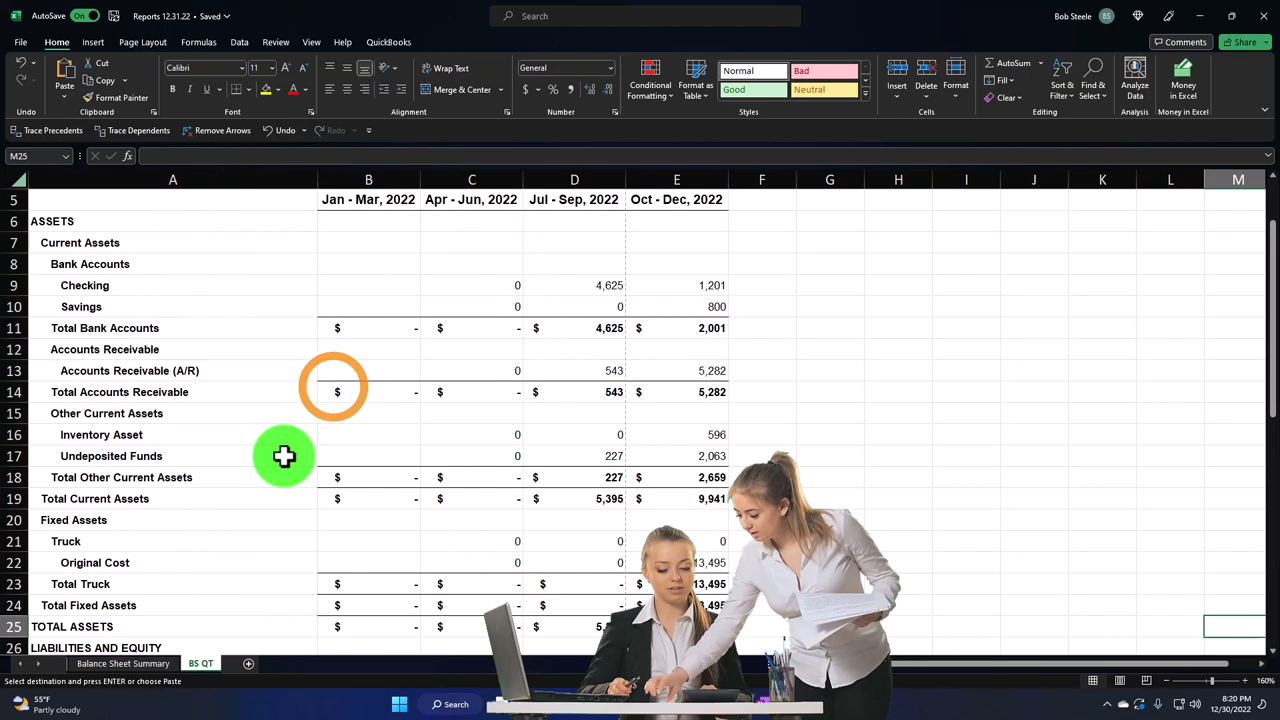 AutoSave On Reports 12.31.22 • Saved Search Bob Steele BS
File Home Insert Page Layout Formulas Data Review View Help QuickBooks Comments Share
Paste Cut Copy Format Painter Calibri 11 Wrap Text Merge & Center General Conditional Formatting Format as Table Normal Bad Good Neutral Insert Delete Format AutoSum Fill Clear Sort & Filter Find & Select Analyze Data Money in Excel
Undo Clipboard Font Alignment Number Styles Cells Editing Analysis Money in Excel
Trace Precedents Trace Dependents Remove Arrows Undo Redo
M25 fx
A B C D E F G H I J K L M
5 Jan - Mar, 2022 Apr - Jun, 2022 Jul - Sep, 2022 Oct - Dec, 2022
6 ASSETS
7 Current Assets
8 Bank Accounts
9 Checking 0 4,625 1,201
10 Savings 0 0 800
11 Total Bank Accounts $ - $ - $ 4,625 $ 2,001
12 Accounts Receivable
13 Accounts Receivable (A/R) 0 543 5,282
14 Total Accounts Receivable $ - $ - $ 543 $ 5,282
15 Other Current Assets
16 Inventory Asset 0 0 596
17 Undeposited Funds 0 227 2,063
18 Total Other Current Assets $ - $ - $ 227 $ 2,659
19 Total Current Assets $ - $ - $ 5,395 $ 9,941
20 Fixed Assets
21 Truck 0 0 0
22 Original Cost 0 0 13,495
23 Total Truck $ - $ - $ - $ 13,495
24 Total Fixed Assets $ - $ - $
25 TOTAL ASSETS $ - $ - $
26 LIABILITIES AND EQUITY
Balance Sheet Summary BS QT
Select destination and press ENTER or choose Paste 160%
55°F
Partly cloudy
Search
8:20 PM
12/30/2022